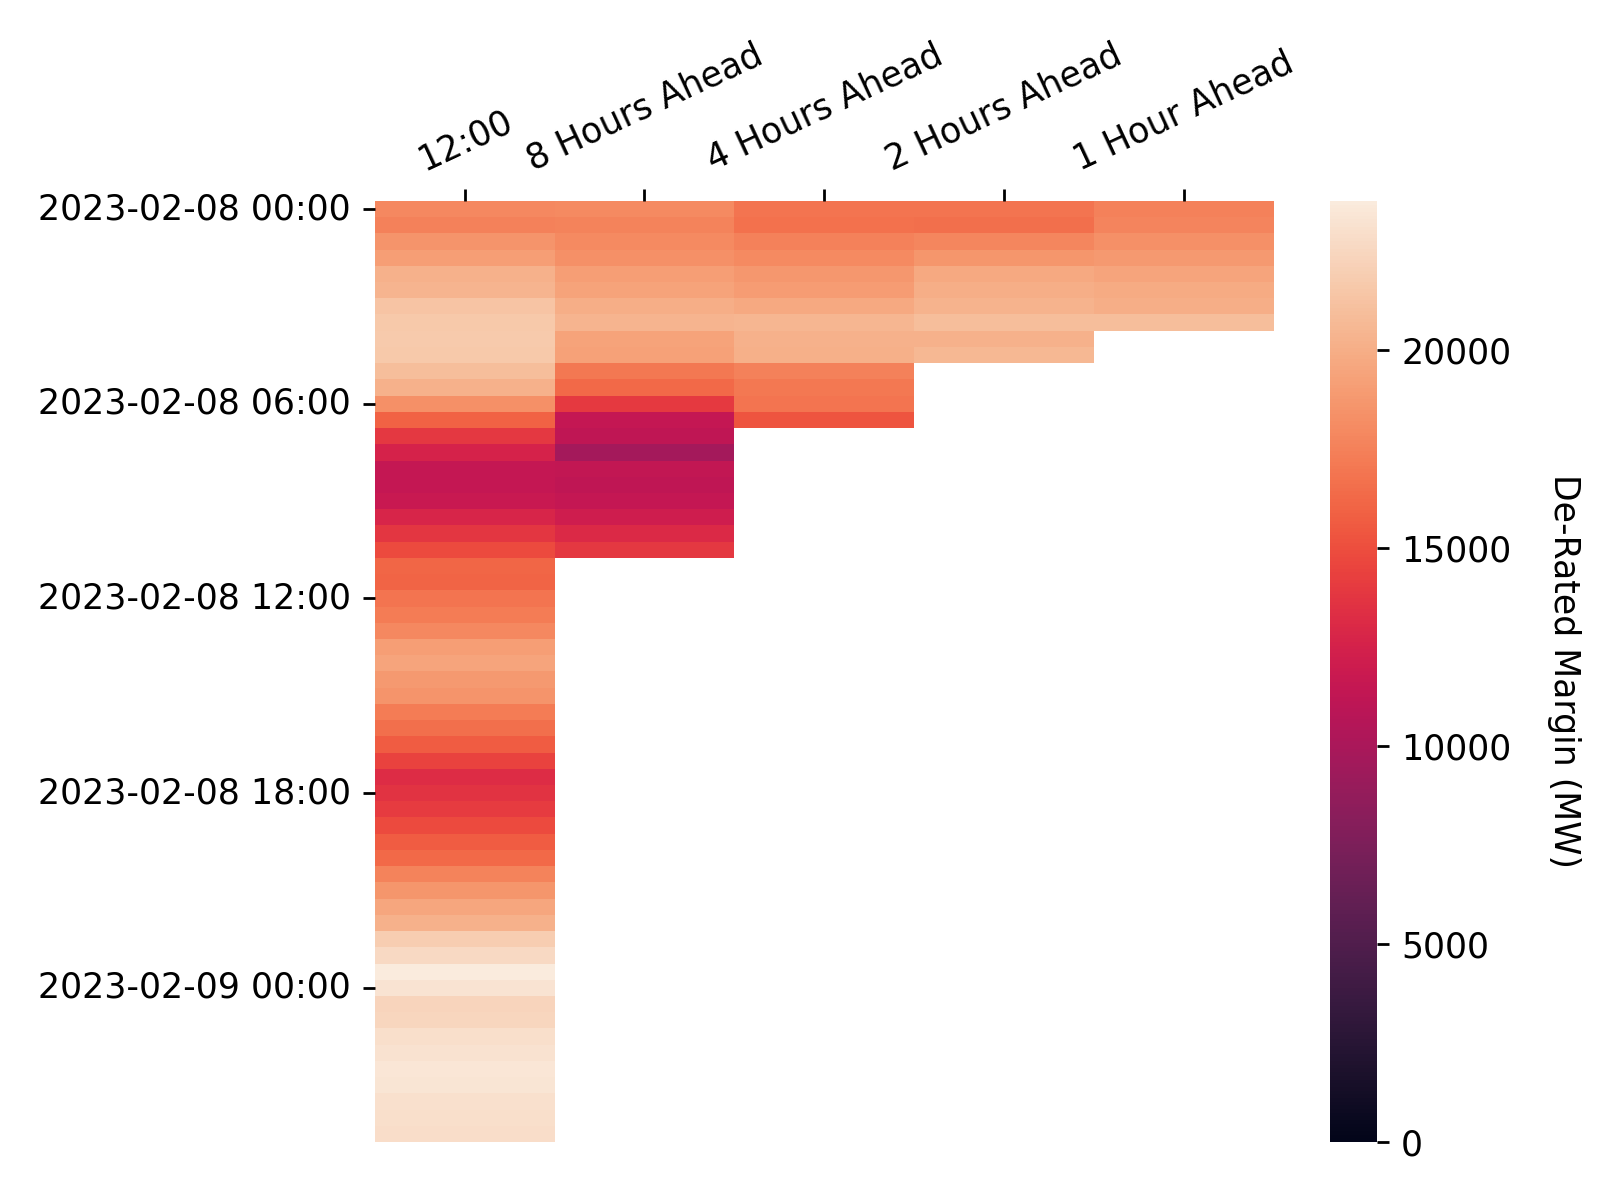 12:00
8 Hours Ahead
4 Hours Ahead
2 Hours Ahead
1 Hour Ahead
2023-02-08 00:00
2023-02-08 06:00
2023-02-08 12:00
2023-02-08 18:00
2023-02-09 00:00
20000
15000
10000
5000
0
De-Rated Margin (MW)